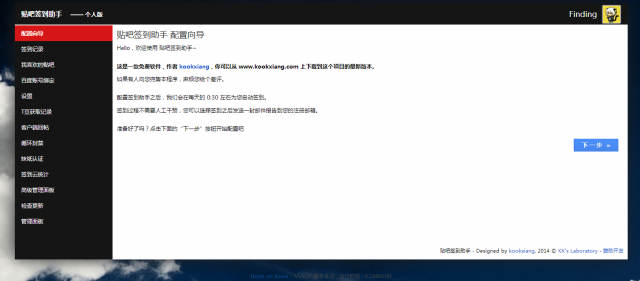 贴吧签到助手 —— 个人版
Finding
配置向导
签到记录
我喜欢的贴吧
百度账号绑定
设置
T豆获取记录
客户端回帖
循环封禁
妹纸认证
签到云统计
高级管理面板
检查更新
管理面板
贴吧签到助手 配置向导
Hello，欢迎使用 贴吧签到助手~
这是一款免费软件，作者 kookxiang，你可以从 www.kookxiang.com 上下载到这个项目的最新版本。
如果有人向您兜售本程序，麻烦您给个差评。
配置签到助手之后，我们会在每天的 0:30 左右为您自动签到。
签到过程不需要人工干预，您可以选择签到之后发送一封邮件报告到您的注册邮箱。
准备好了吗？点击下面的“下一步”按钮开始配置吧
下一步 »
贴吧签到助手 - Designed by kookxiang. 2014 © KK's Laboratory - 赞助开发